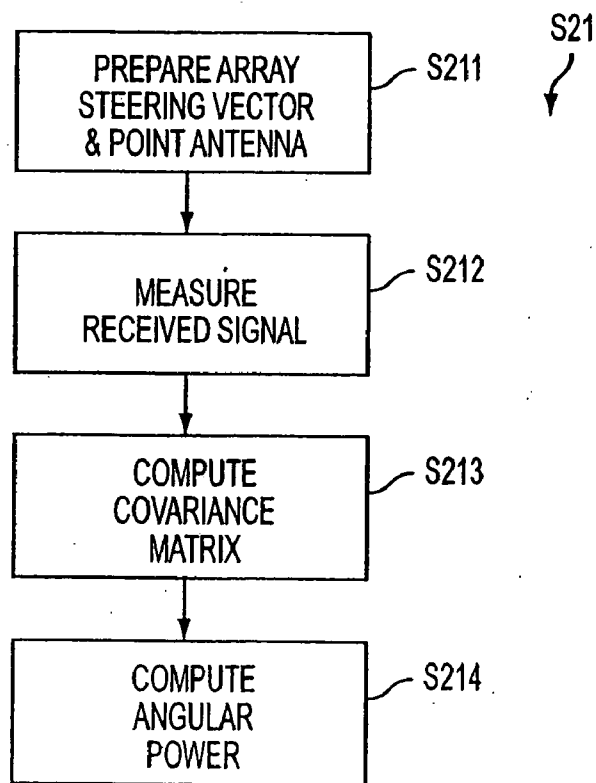 S21
PREPARE ARRAY
STEERING VECTOR
& POINT ANTENNA
S211
MEASURE
RECEIVED SIGNAL
S212
COMPUTE
COVARIANCE
MATRIX
S213
COMPUTE
ANGULAR
POWER
S214